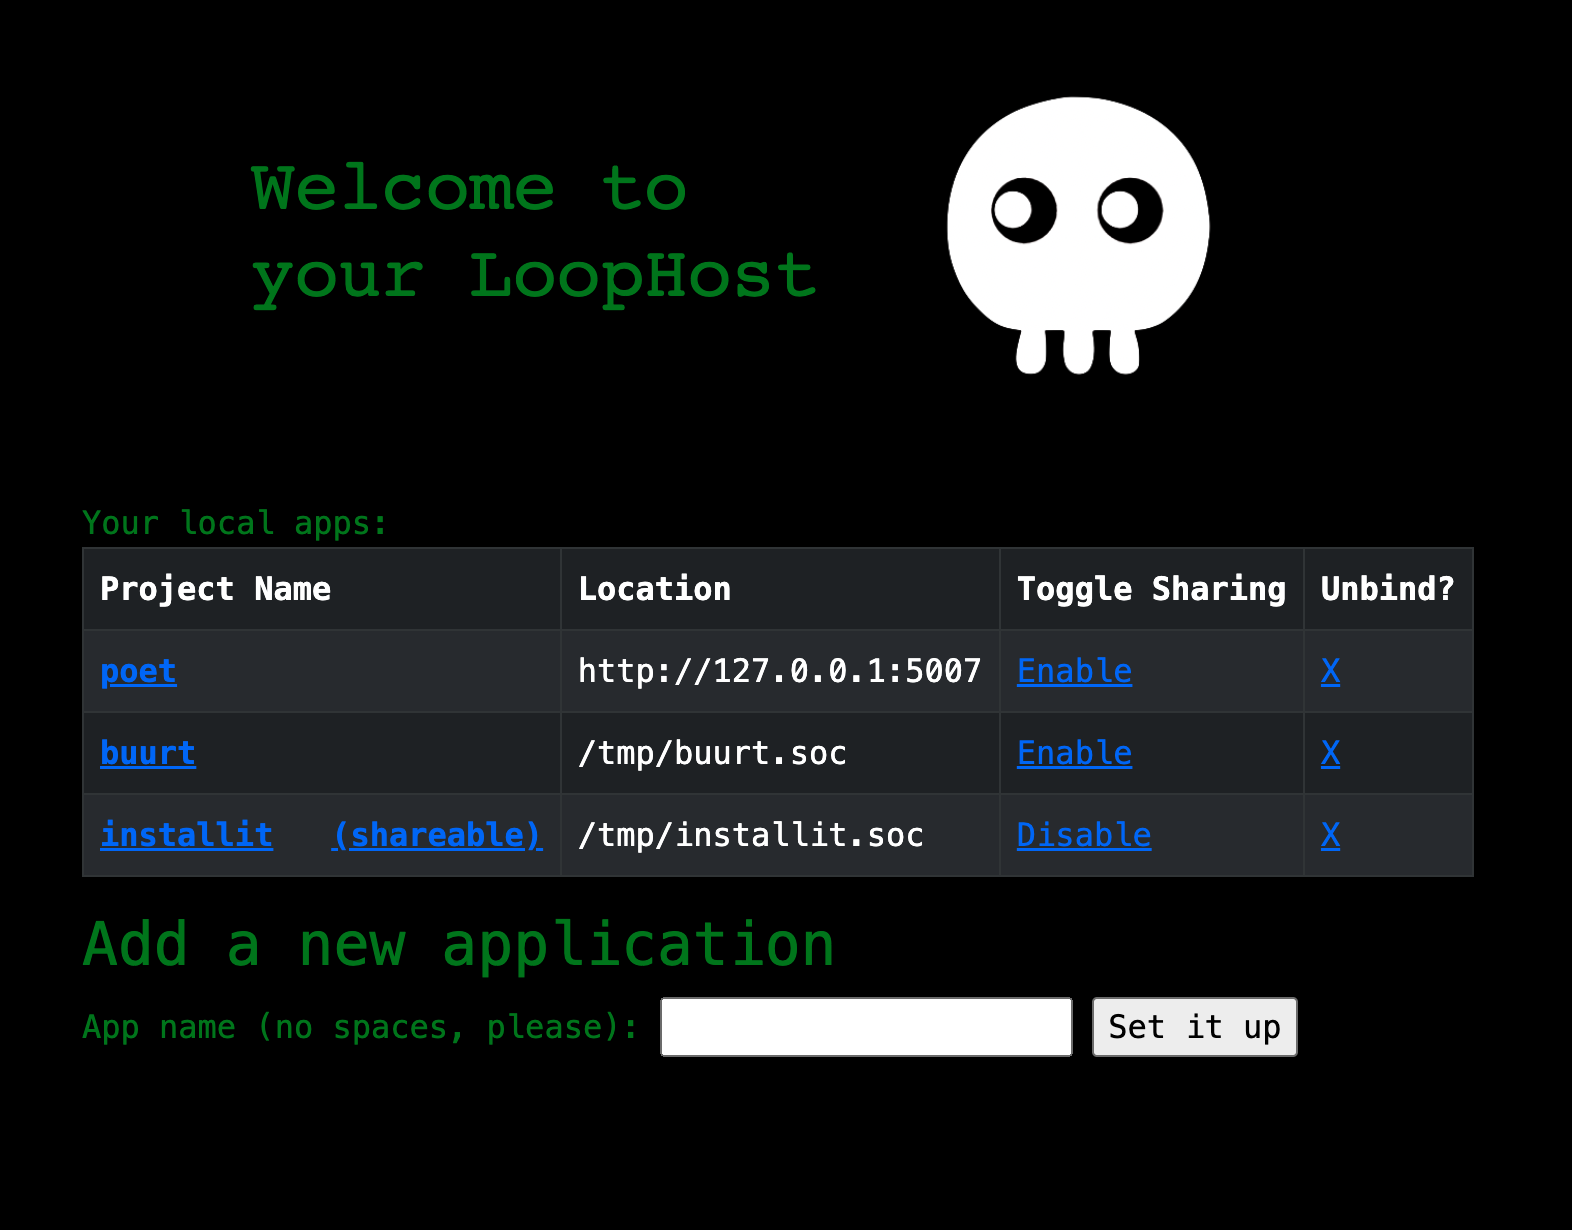 Welcome to
your LoopHost
Your local apps:
Project Name Location Toggle Sharing Unbind?
poet http://127.0.0.1:5007 Enable X
buurt /tmp/buurt.soc Enable X
installit (shareable) /tmp/installit.soc Disable X
Add a new application
App name (no spaces, please): Set it up